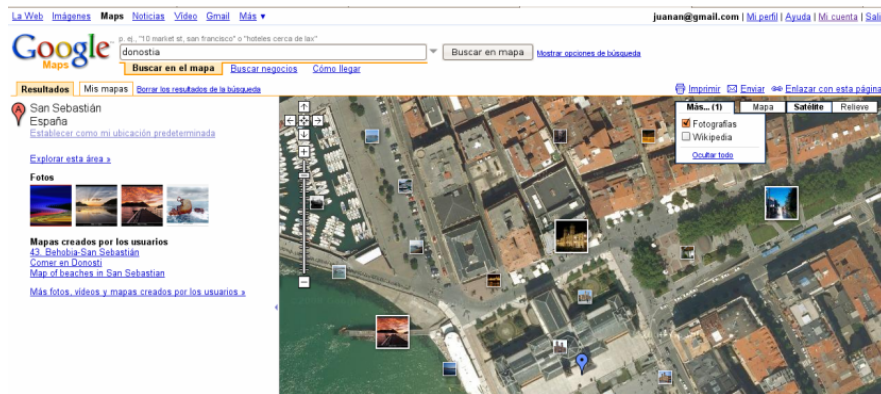 La Web Imágenes Maps Noticias Vídeo Gmail Más ▼
juanan@gmail.com | Mi perfil | Ayuda | Mi cuenta | Sali
Google Maps
p. ej., "10 market st, san francisco" o "hoteles cerca de lax"
donostia
Buscar en mapa
Mostrar opciones de búsqueda
Buscar en el mapa Buscar negocios Cómo llegar
Resultados Mis mapas Borrar los resultados de la búsqueda
Imprimir Enviar Enlazar con esta página
A San Sebastián
España
Establecer como mi ubicación predeterminada
Explorar esta área »
Fotos
Mapas creados por los usuarios
43. Behobia-San Sebastián
Comer en Donosti
Map of beaches in San Sebastian
Más fotos, vídeos y mapas creados por los usuarios »
Más... (1) Mapa Satélite Relieve
Fotografías
Wikipedia
Ocultar todo